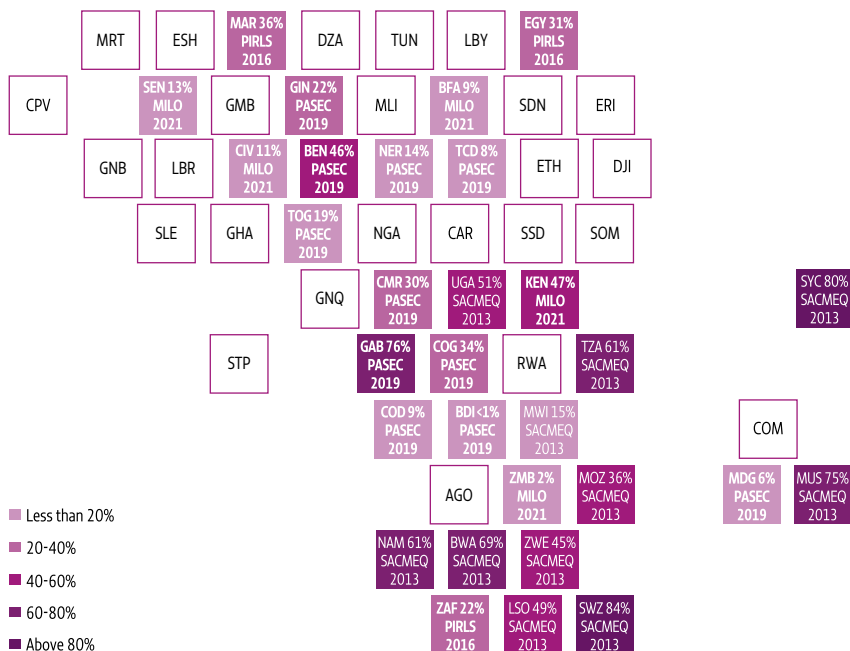 MRT
ESH
MAR 36%
PIRLS
2016
DZA
TUN
LBY
EGY 31%
PIRLS
2016
CPV
SEN 13%
MILO
2021
GMB
GIN 22%
PASEC
2019
MLI
BFA 9%
MILO
2021
SDN
ERI
GNB
LBR
CIV 11%
MILO
2021
BEN 46%
PASEC
2019
NER 14%
PASEC
2019
TCD 8%
PASEC
2019
ETH
DJI
SLE
GHA
TOG 19%
PASEC
2019
NGA
CAR
SSD
SOM
GNQ
CMR 30%
PASEC
2019
UGA 51%
SACMEQ
2013
KEN 47%
MILO
2021
SYC 80%
SACMEQ
2013
STP
GAB 76%
PASEC
2019
COG 34%
PASEC
2019
RWA
TZA 61%
SACMEQ
2013
COD 9%
PASEC
2019
BDI <1%
PASEC
2019
MWI 15%
SACMEQ
2013
COM
AGO
ZMB 2%
MILO
2021
MOZ 36%
SACMEQ
2013
MDG 6%
PASEC
2019
MUS 75%
SACMEQ
2013
NAM 61%
SACMEQ
2013
BWA 69%
SACMEQ
2013
ZWE 45%
SACMEQ
2013
ZAF 22%
PIRLS
2016
LSO 49%
SACMEQ
2013
SWZ 84%
SACMEQ
2013
Less than 20%
20-40%
40-60%
60-80%
Above 80%